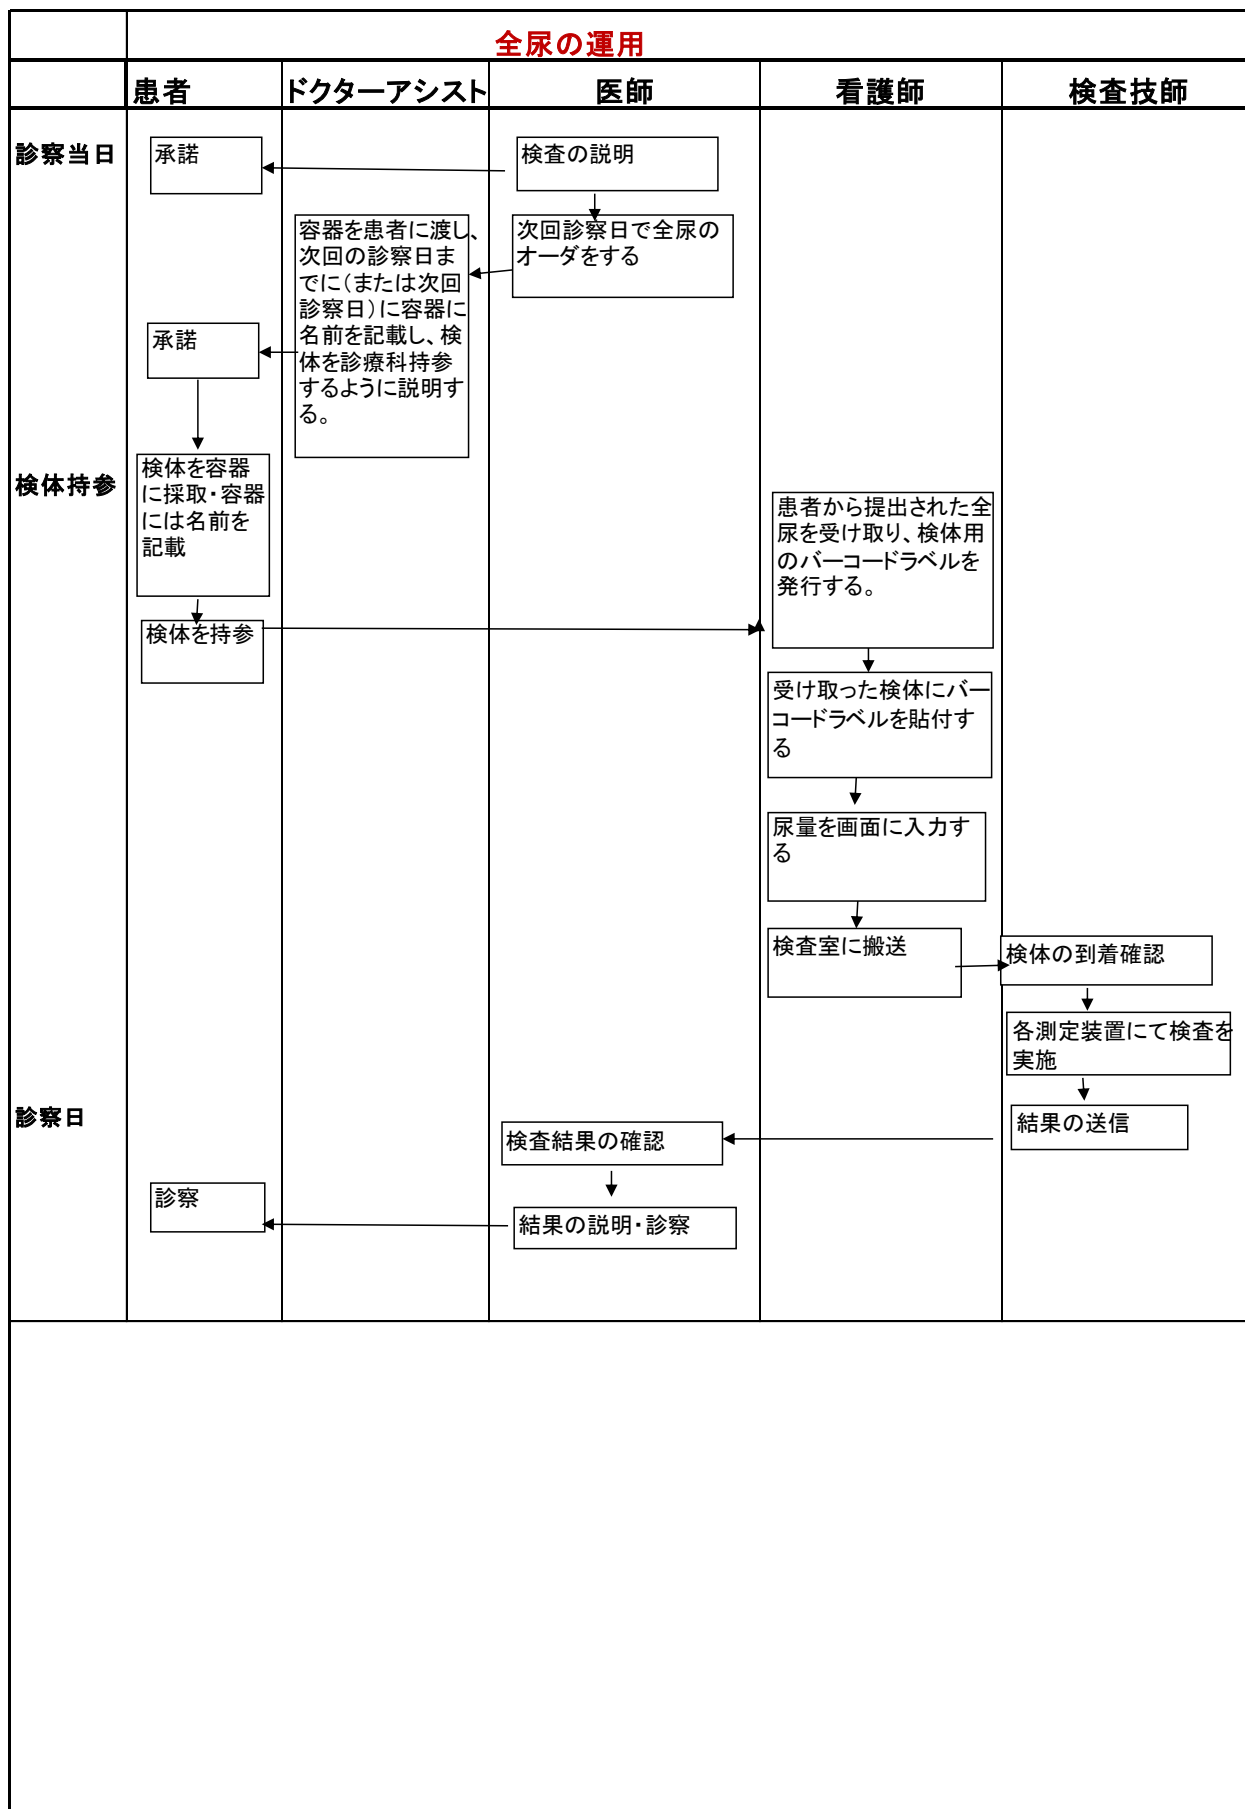 全尿の運用
患者
ドクターアシスト
医師
看護師
検査技師
診察当日
承諾
検査の説明
容器を患者に渡し、
次回の診察日ま
でに（または次回
診察日）に容器に
名前を記載し、検
体を診療科持参
するように説明す
る。
次回診察日で全尿の
オーダをする
承諾
検体持参
検体を容器
に採取・容器
には名前を
記載
患者から提出された全
尿を受け取り、検体用
のバーコードラベルを
発行する。
検体を持参
受け取った検体にバー
コードラベルを貼付す
る
尿量を画面に入力す
る
検査室に搬送
検体の到着確認
各測定装置にて検査を
実施
診察日
結果の送信
検査結果の確認
診察
結果の説明・診察